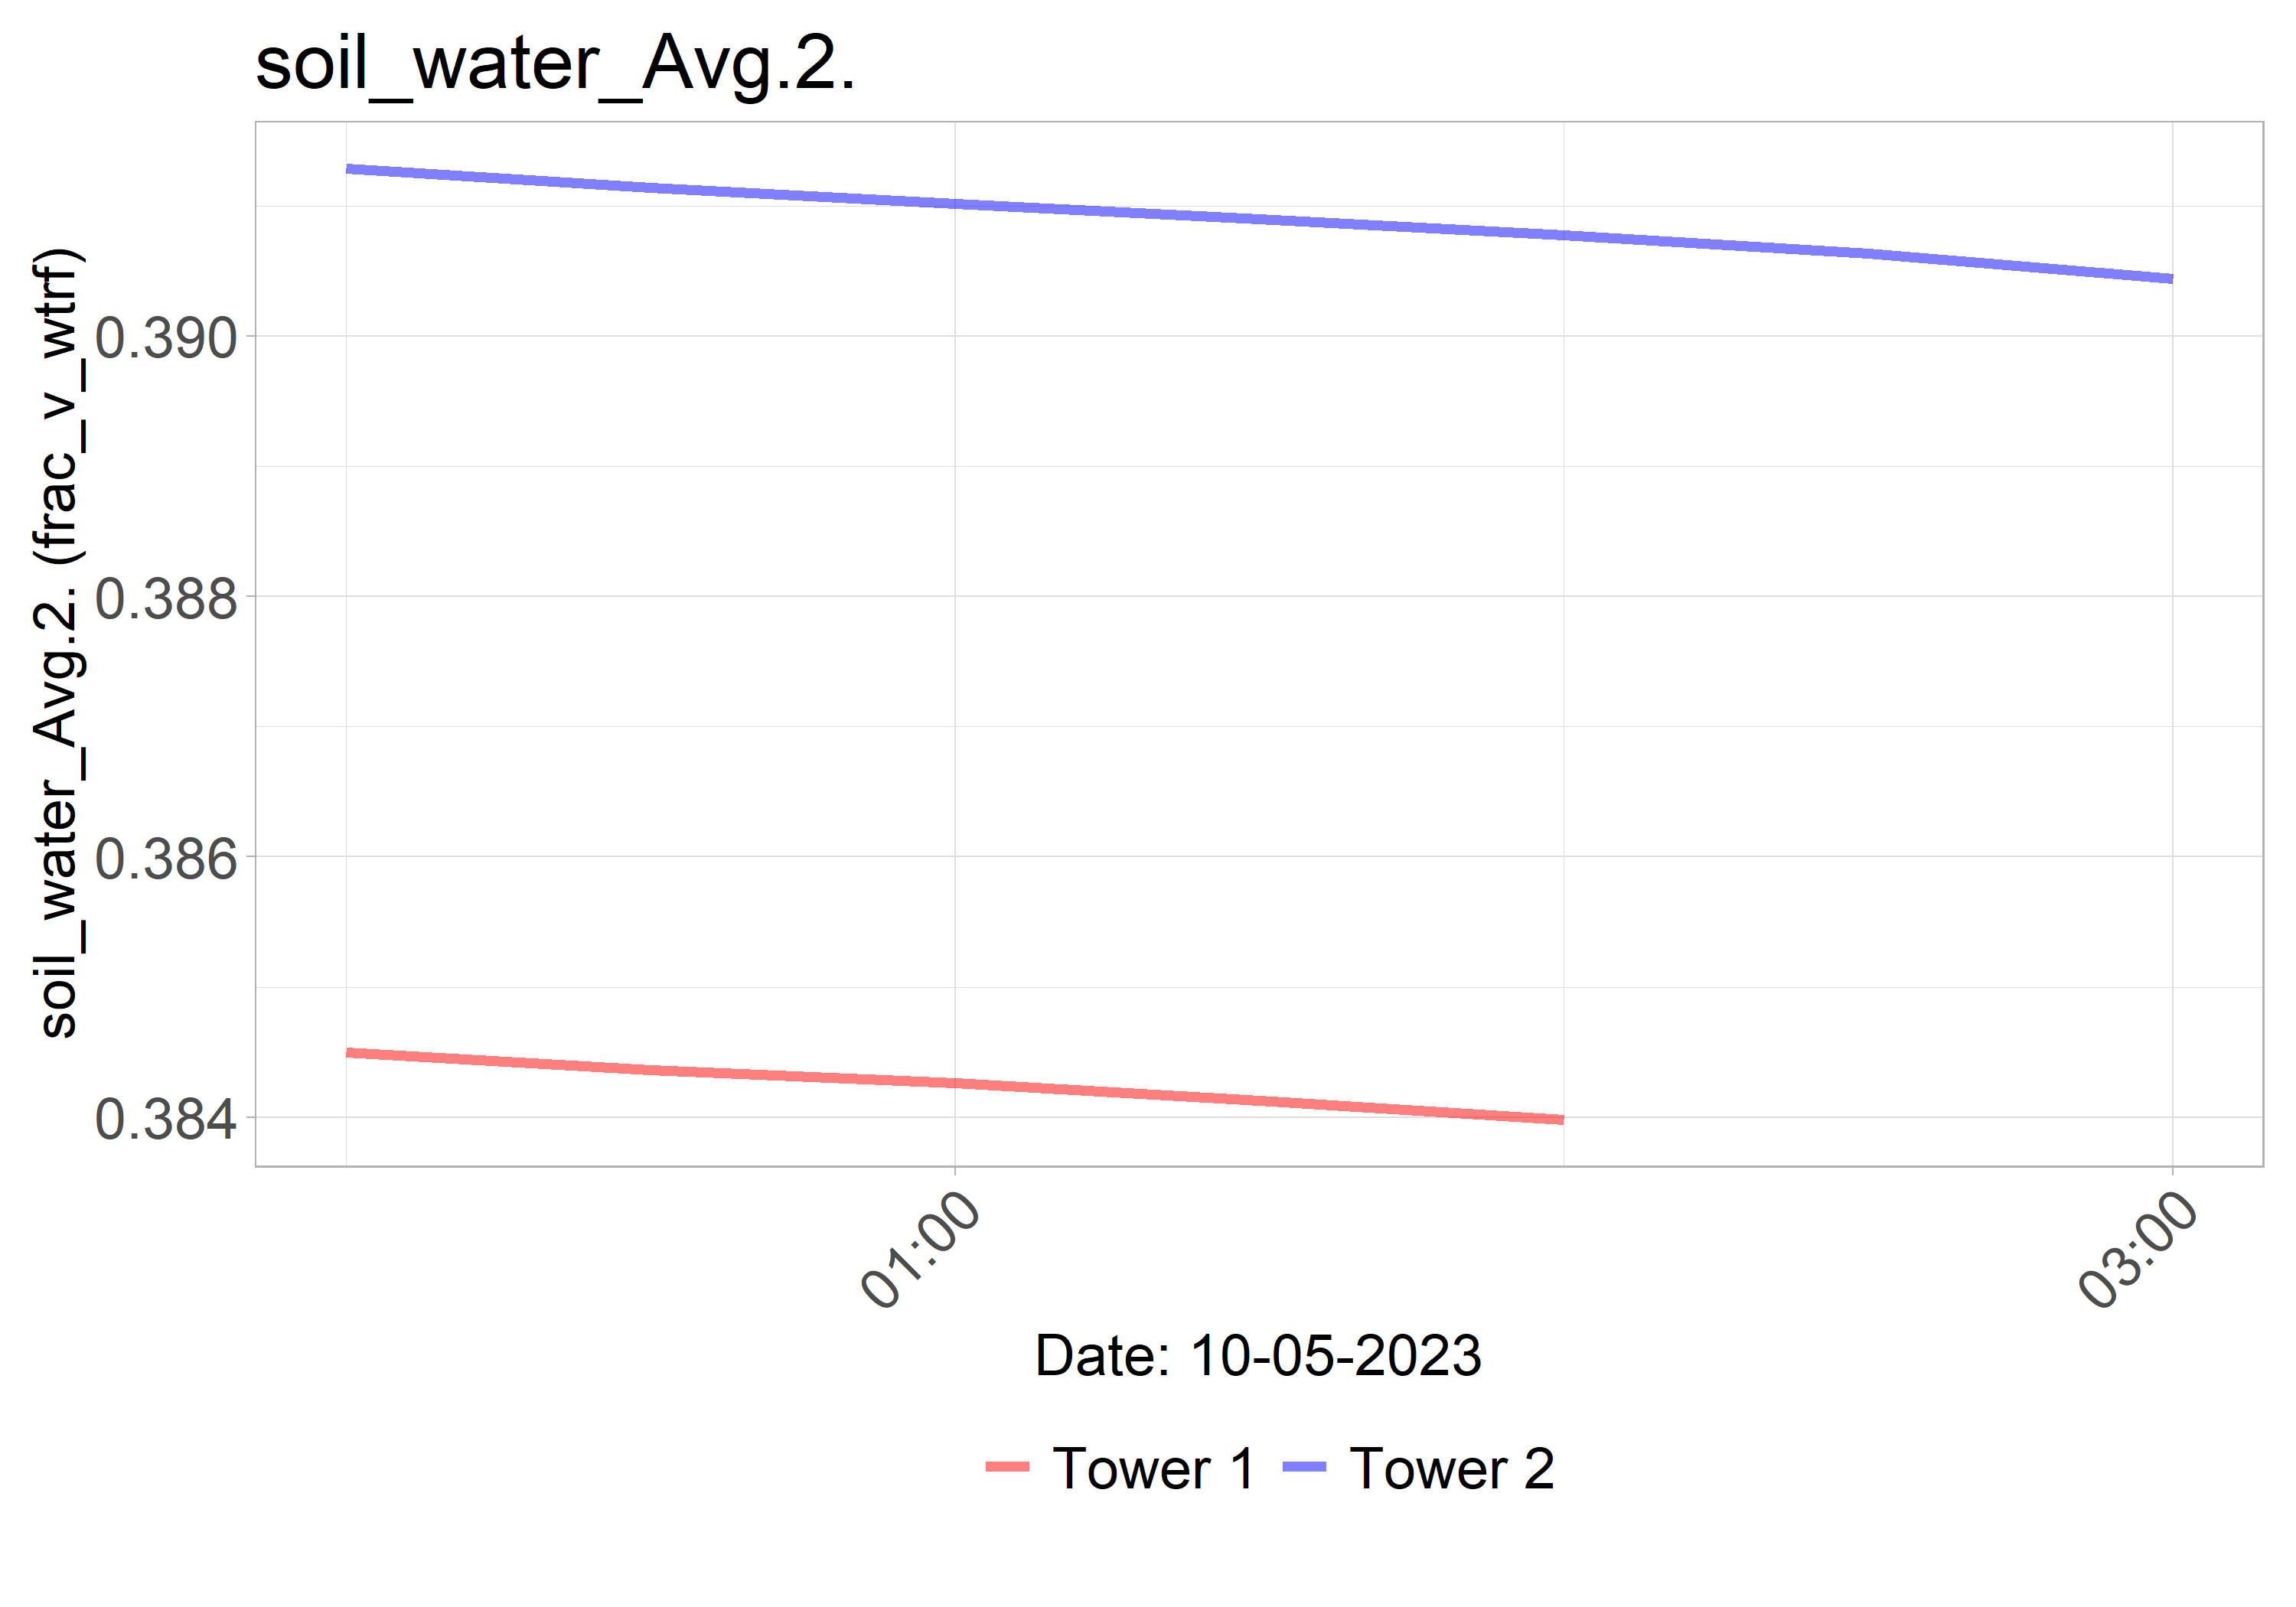 soil_water_Avg.2.
soil_water_Avg.2. (frac_v_wtrf)
0.390
0.388
0.386
0.384
01:00
03:00
Date: 10-05-2023
Tower 1
Tower 2